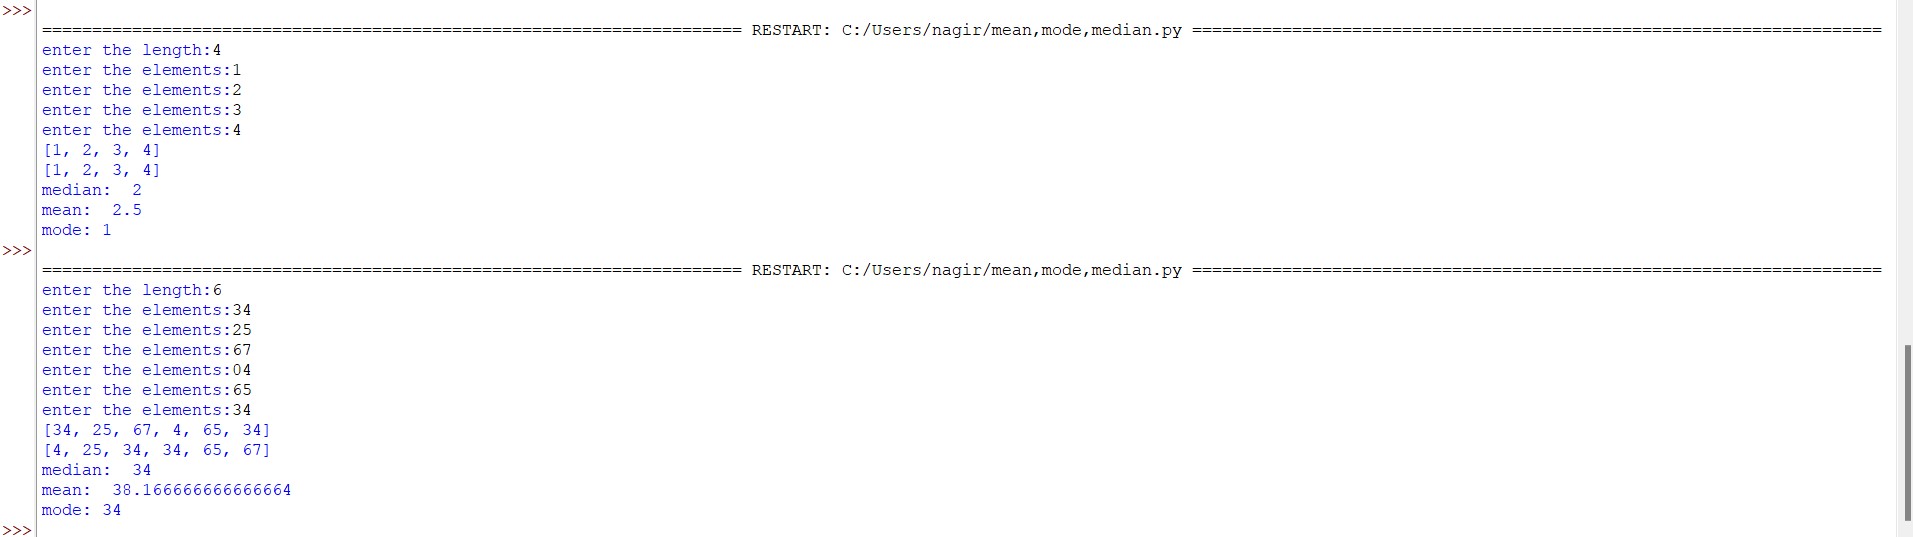 >>>
====================================================================== RESTART: C:/Users/nagir/mean,mode,median.py =====================================================================
enter the length:4
enter the elements:1
enter the elements:2
enter the elements:3
enter the elements:4
[1, 2, 3, 4]
[1, 2, 3, 4]
median:  2
mean:  2.5
mode: 1
>>>
====================================================================== RESTART: C:/Users/nagir/mean,mode,median.py =====================================================================
enter the length:6
enter the elements:34
enter the elements:25
enter the elements:67
enter the elements:04
enter the elements:65
enter the elements:34
[34, 25, 67, 4, 65, 34]
[4, 25, 34, 34, 65, 67]
median:  34
mean:  38.166666666666664
mode: 34
>>>